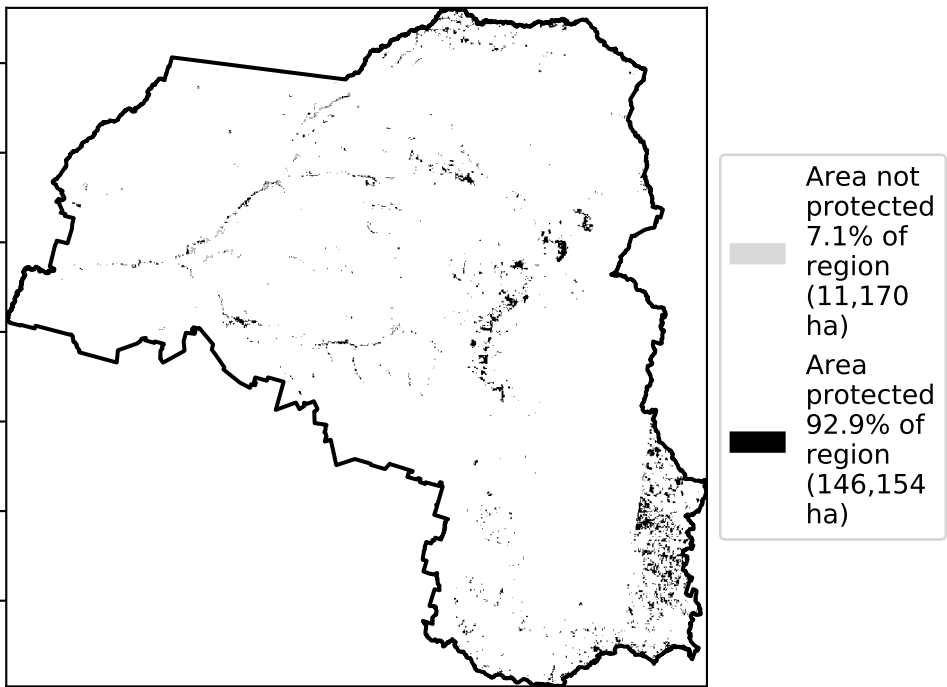 Area not
protected
7.1% of
region
(11,170
ha)
Area
protected
92.9% of
region
(146,154
ha)